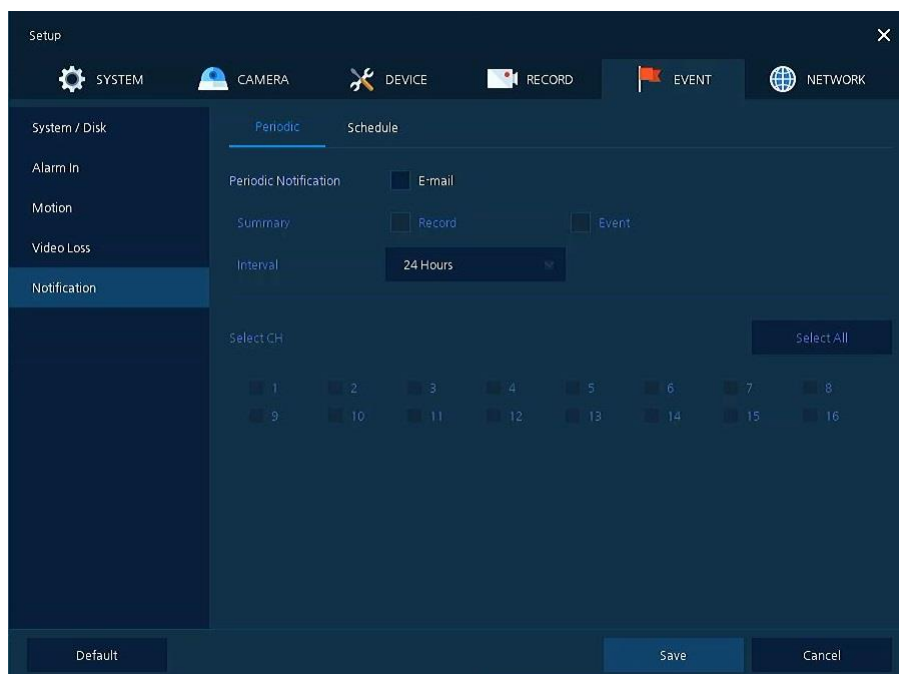 Setup
SYSTEM CAMERA DEVICE RECORD EVENT NETWORK
System / Disk
Alarm In
Motion
Video Loss
Notification
Periodic Schedule
Periodic Notification E-mail
Summary Record Event
Interval 24 Hours
Select CH Select All
1 2 3 4 5 6 7 8
9 10 11 12 13 14 15 16
Default Save Cancel